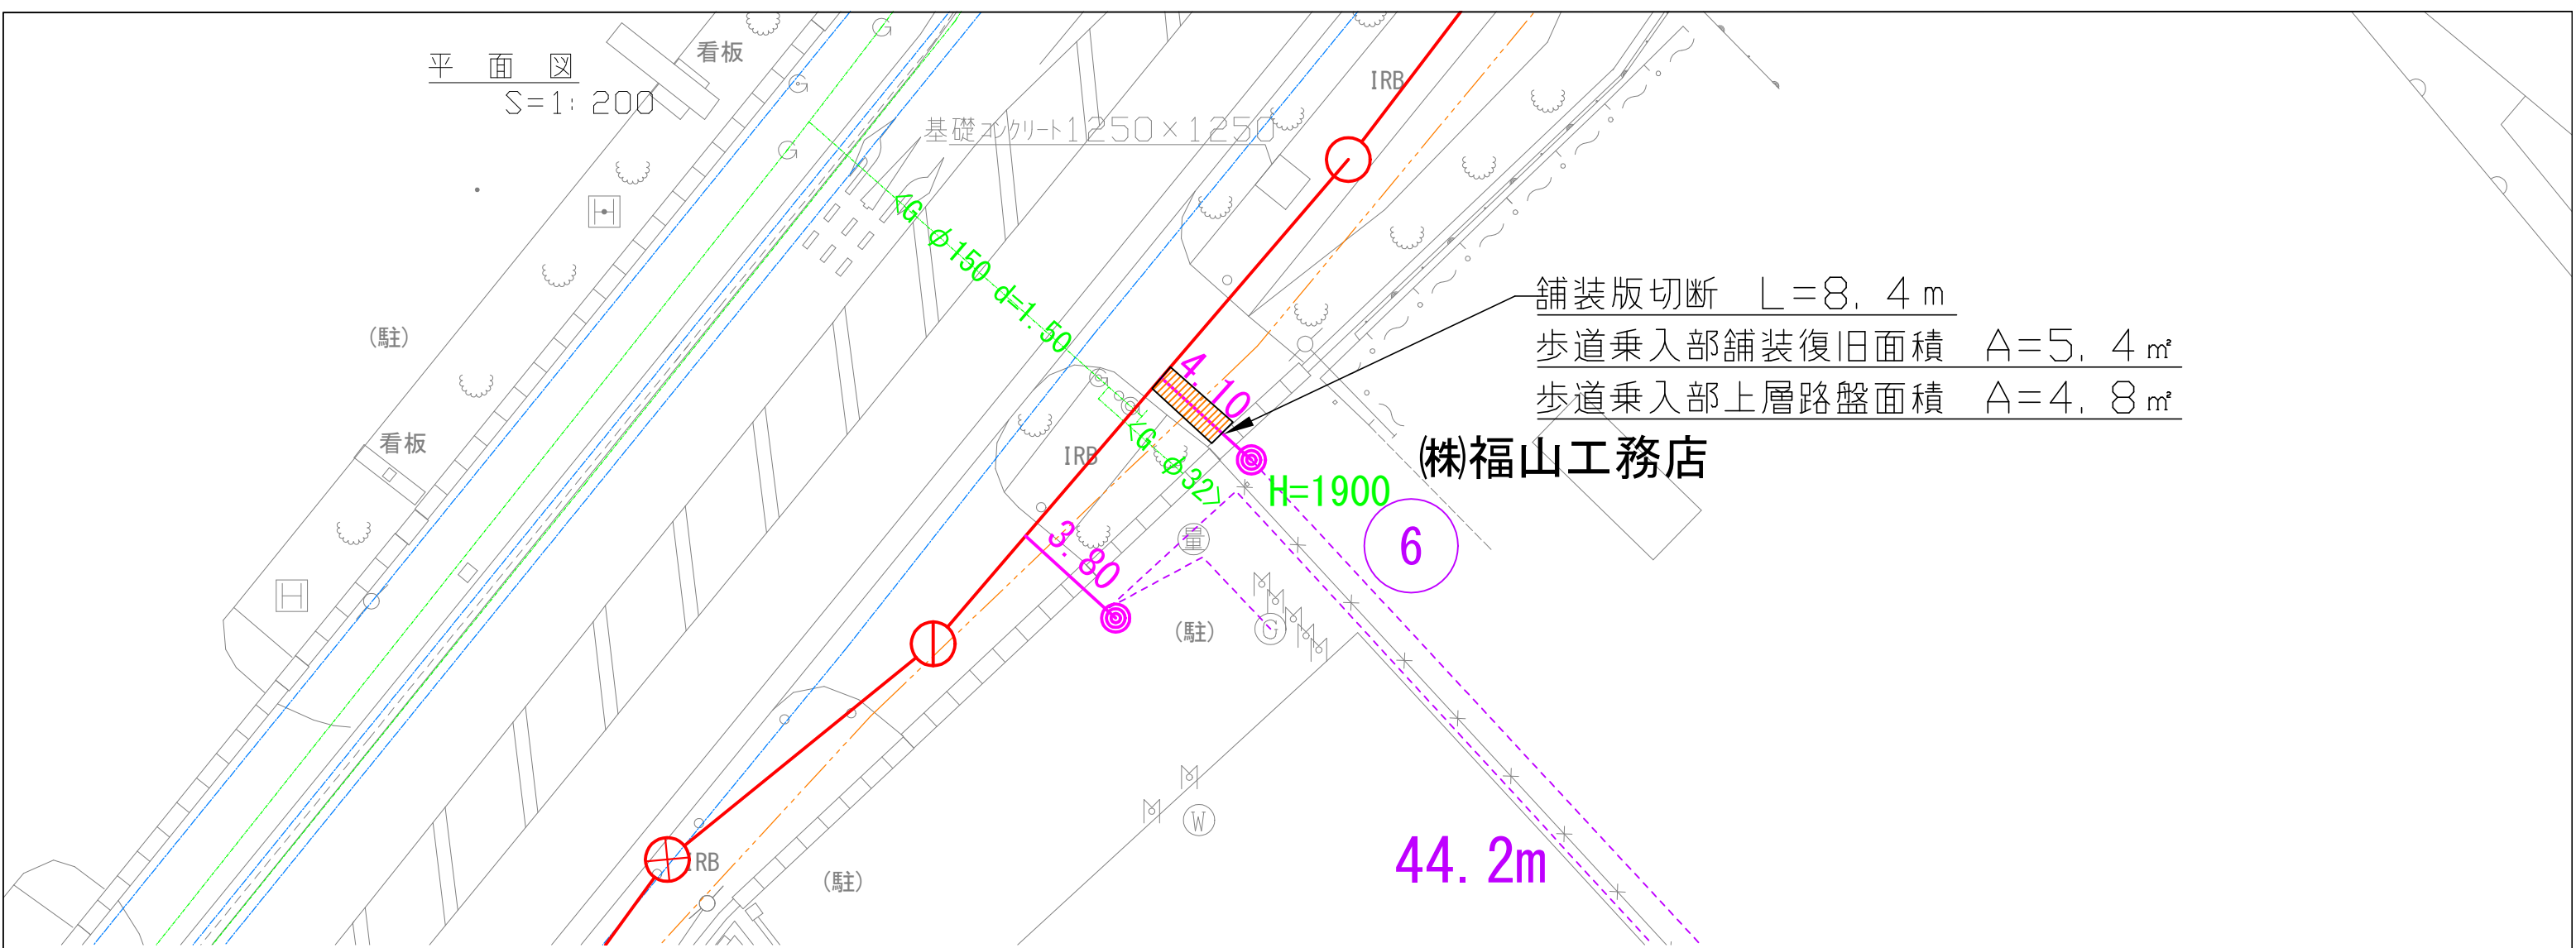 平 面 図
S=1:200
看板
IRB
基礎コンクリート1250×1250
<G φ150 d=1.50
舗装版切断 L=8.4m
歩道乗入部舗装復旧面積 A=5.4㎡
歩道乗入部上層路盤面積 A=4.8㎡
(駐)
4.10
看板
IRB
<G φ32>
(株)福山工務店
H=1900
6
量
3.80
(駐)
C
W
44.2m
IRB
(駐)
G
G
G
H
H
M
M
M
M
M
M
M